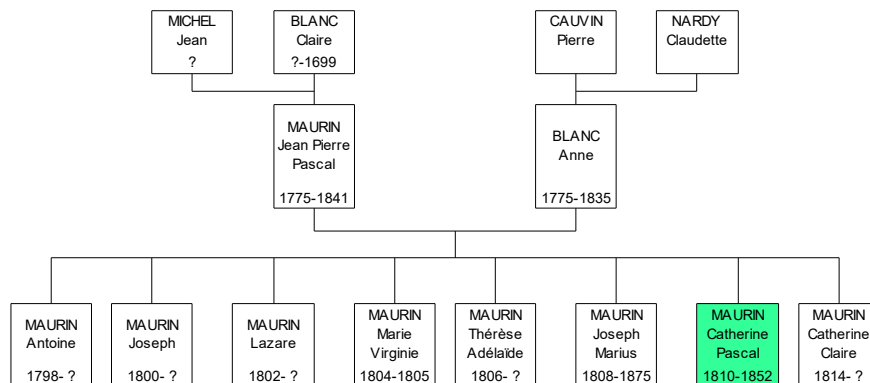 MICHEL
Jean
?
BLANC
Claire
?-1699
CAUVIN
Pierre
NARDY
Claudette
MAURIN
Jean Pierre
Pascal
1775-1841
BLANC
Anne
1775-1835
MAURIN
Antoine
1798- ?
MAURIN
Joseph
1800- ?
MAURIN
Lazare
1802- ?
MAURIN
Marie
Virginie
1804-1805
MAURIN
Thérèse
Adélaïde
1806- ?
MAURIN
Joseph
Marius
1808-1875
MAURIN
Catherine
Pascal
1810-1852
MAURIN
Catherine
Claire
1814- ?